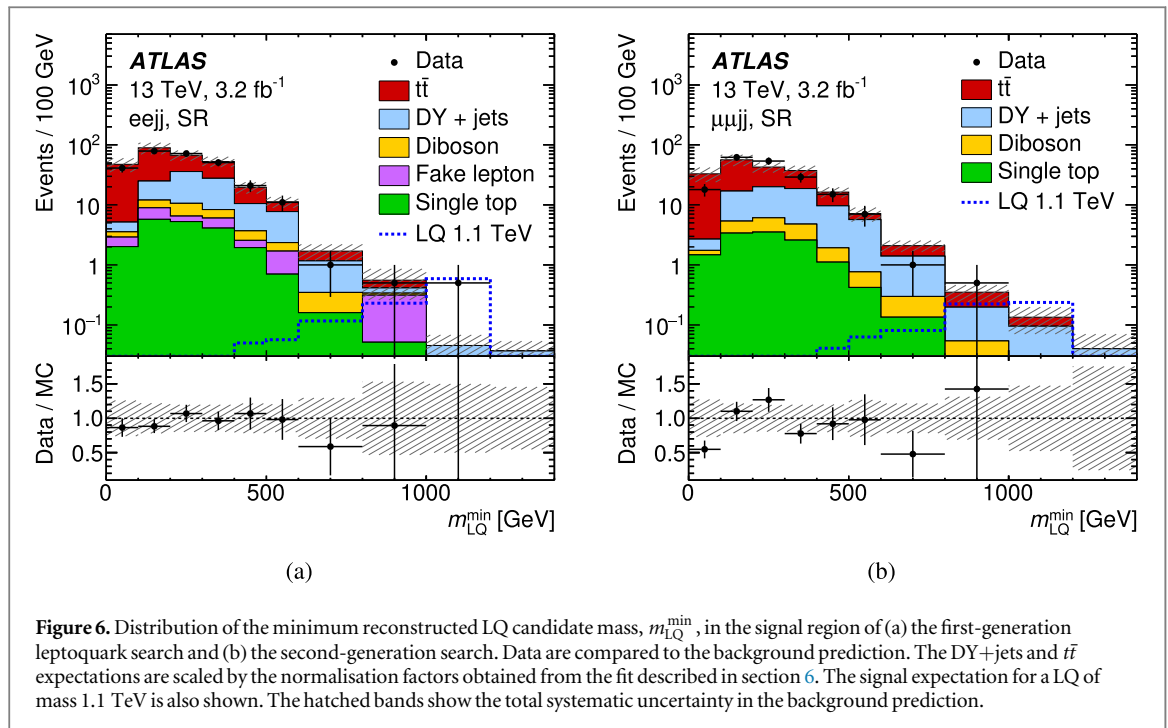 ATLAS
13 TeV, 3.2 fb⁻¹
eejj, SR
Data
tt̄
DY + jets
Diboson
Fake lepton
Single top
LQ 1.1 TeV
Events / 100 GeV
10³
10²
10
1
10⁻¹
Data / MC
1.5
1.0
0.5
0 500 1000
m_LQ^min [GeV]
(a)
ATLAS
13 TeV, 3.2 fb⁻¹
μμjj, SR
Data
tt̄
DY + jets
Diboson
Single top
LQ 1.1 TeV
Events / 100 GeV
10³
10²
10
1
10⁻¹
Data / MC
1.5
1.0
0.5
0 500 1000
m_LQ^min [GeV]
(b)
Figure 6. Distribution of the minimum reconstructed LQ candidate mass, m_LQ^min, in the signal region of (a) the first-generation
leptoquark search and (b) the second-generation search. Data are compared to the background prediction. The DY+jets and tt̄
expectations are scaled by the normalisation factors obtained from the fit described in section 6. The signal expectation for a LQ of
mass 1.1 TeV is also shown. The hatched bands show the total systematic uncertainty in the background prediction.